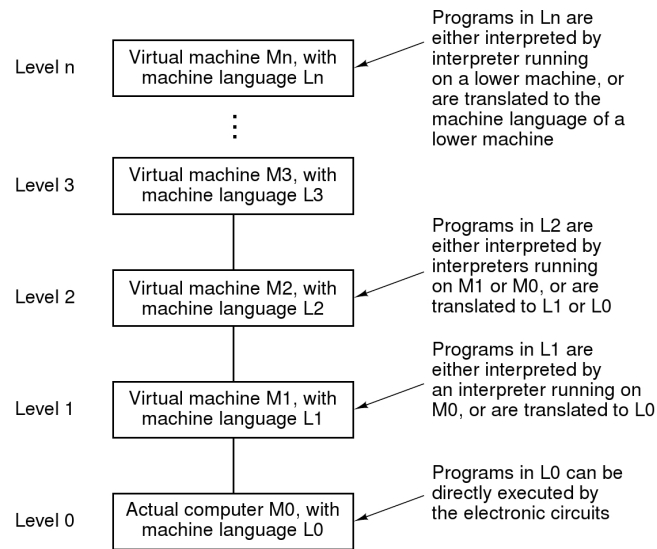 Level n
Virtual machine Mn, with
machine language Ln
Programs in Ln are
either interpreted by
interpreter running
on a lower machine, or
are translated to the
machine language of a
lower machine
Level 3
Virtual machine M3, with
machine language L3
Level 2
Virtual machine M2, with
machine language L2
Programs in L2 are
either interpreted by
interpreters running
on M1 or M0, or are
translated to L1 or L0
Level 1
Virtual machine M1, with
machine language L1
Programs in L1 are
either interpreted by
an interpreter running on
M0, or are translated to L0
Level 0
Actual computer M0, with
machine language L0
Programs in L0 can be
directly executed by
the electronic circuits